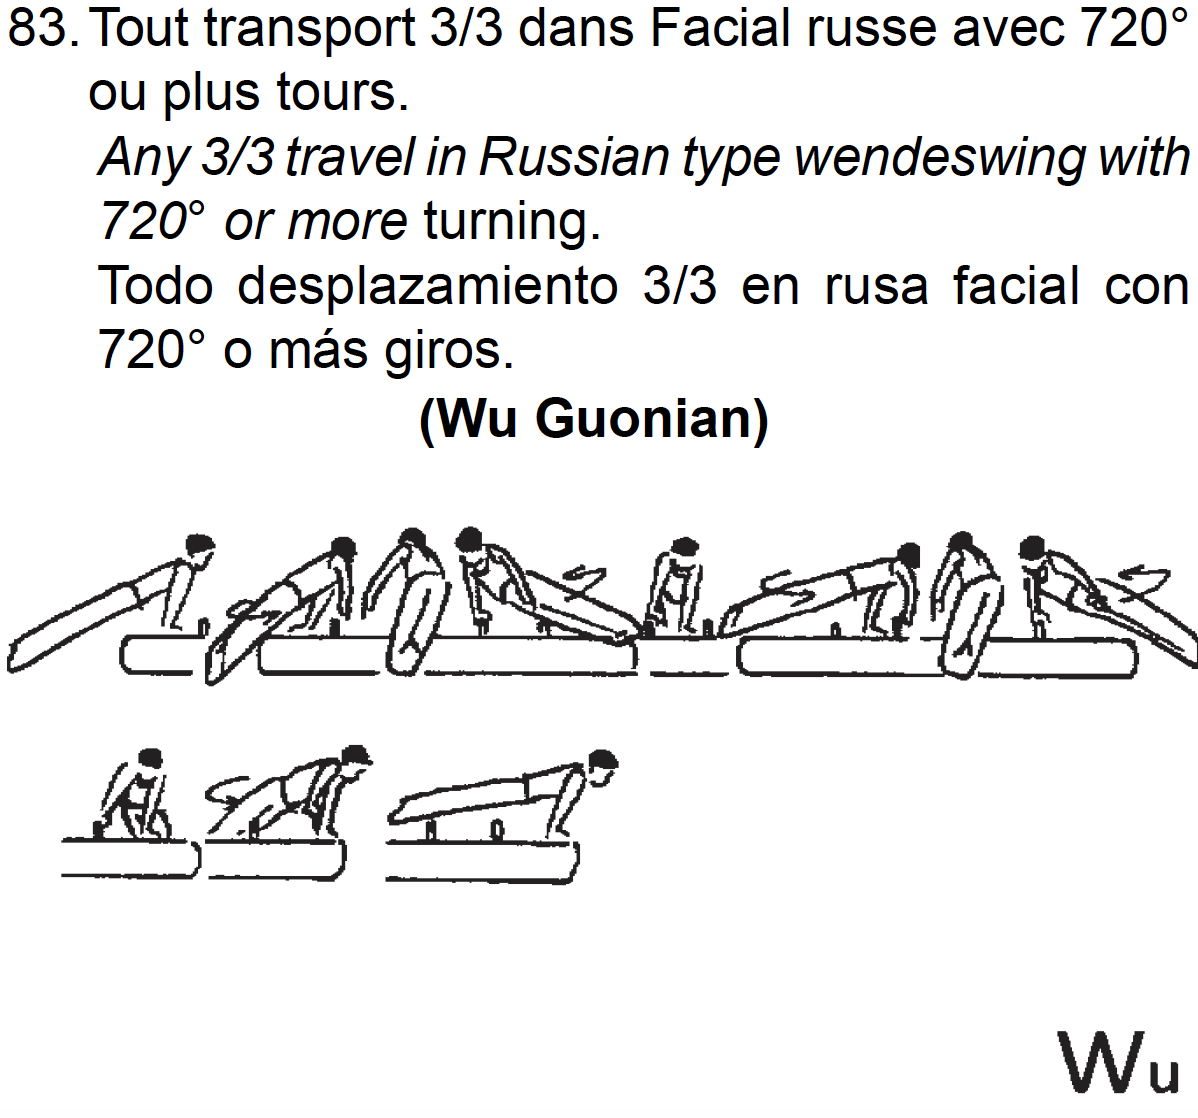 83. Tout transport 3/3 dans Facial russe avec 720°
ou plus tours.
Any 3/3 travel in Russian type wendeswing with
720° or more turning.
Todo desplazamiento 3/3 en rusa facial con
720° o más giros.
(Wu Guonian)
Wu